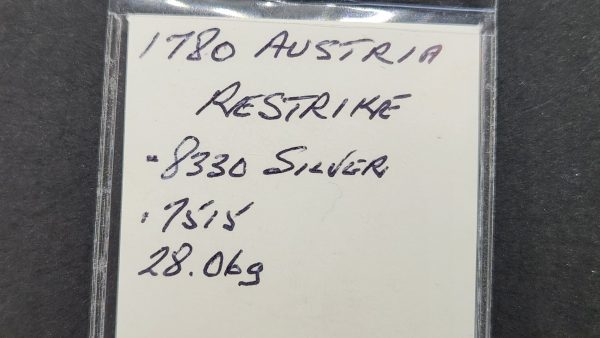 1780 AUSTRIA
RESTRIKE
.8330 SILVER
.7515
28.06g